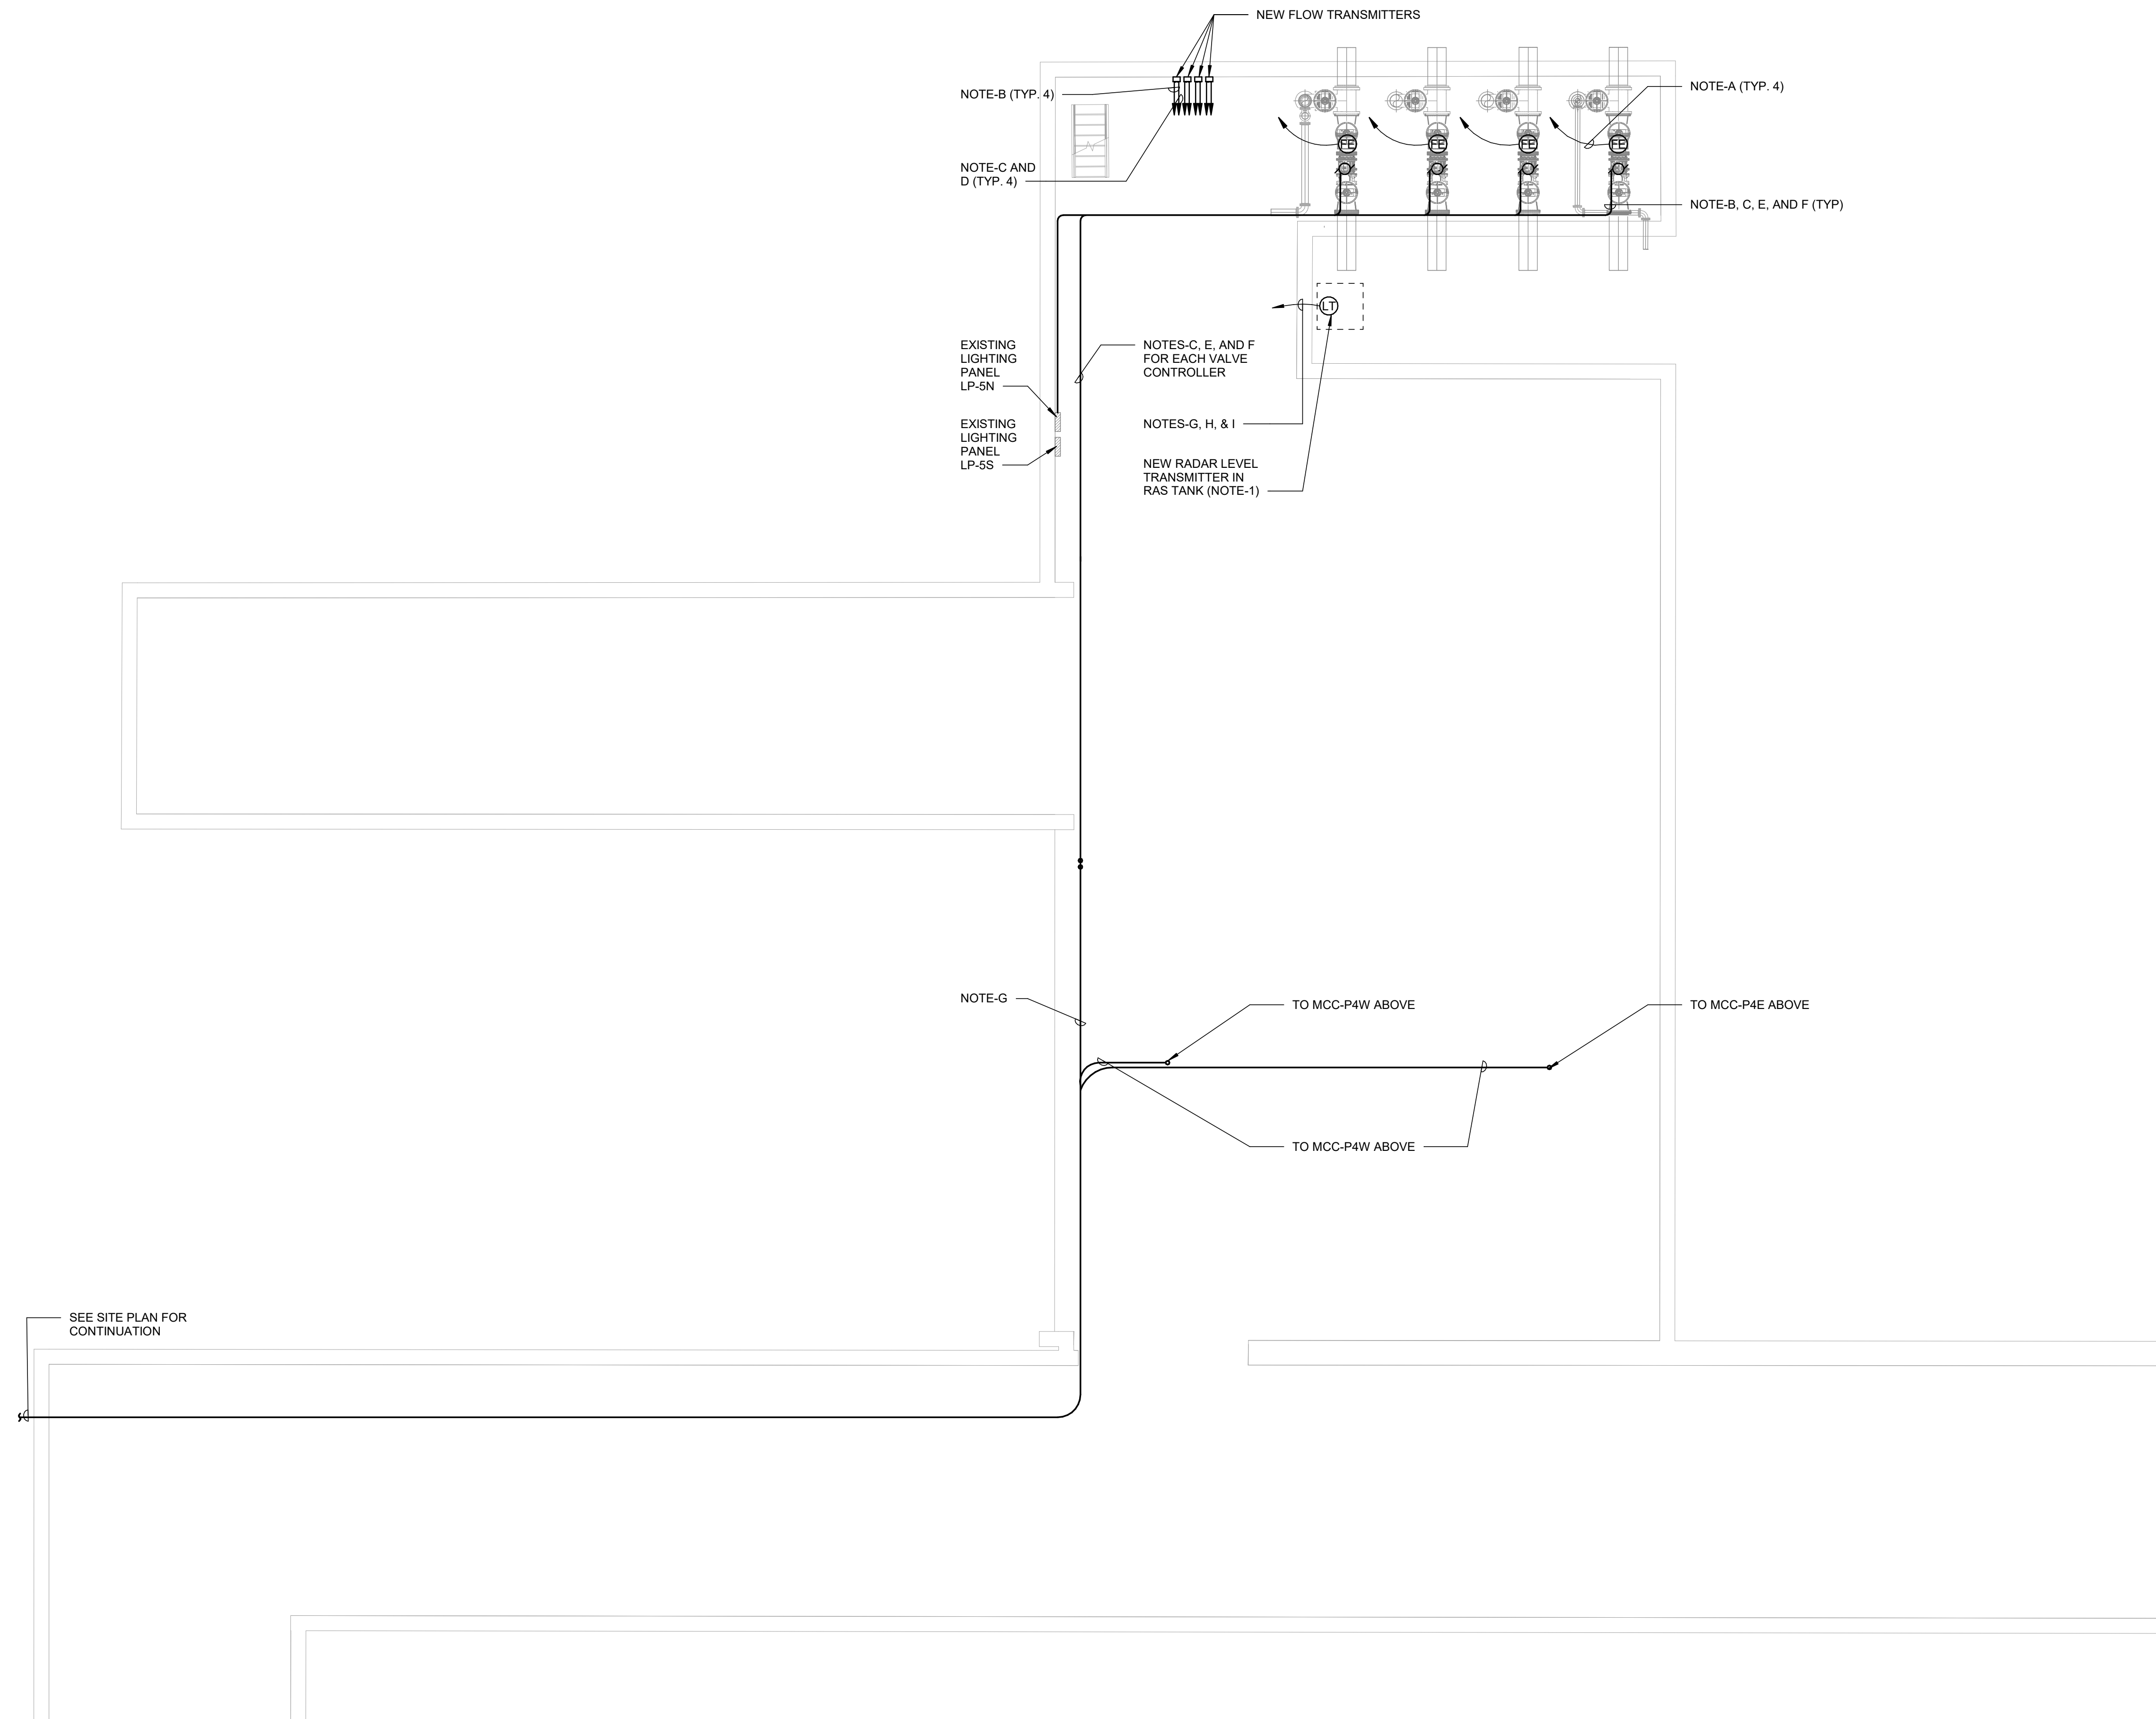 NEW FLOW TRANSMITTERS
NOTE-B (TYP. 4)
NOTE-A (TYP. 4)
FE
FE
FE
FE
NOTE-C AND
D (TYP. 4)
NOTE-B, C, E, AND F (TYP)
LT
EXISTING
LIGHTING
PANEL
LP-5N
NOTES-C, E, AND F
FOR EACH VALVE
CONTROLLER
EXISTING
LIGHTING
PANEL
LP-5S
NOTES-G, H, & I
NEW RADAR LEVEL
TRANSMITTER IN
RAS TANK (NOTE-1)
NOTE-G
TO MCC-P4W ABOVE
TO MCC-P4E ABOVE
TO MCC-P4W ABOVE
SEE SITE PLAN FOR
CONTINUATION